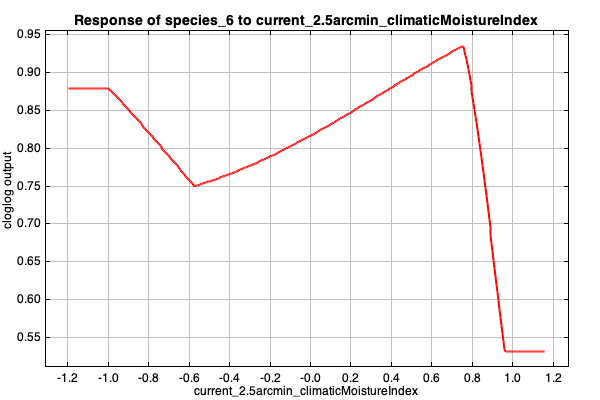 Response of species_6 to current_2.5arcmin_climaticMoistureIndex
0.95
0.90
0.85
0.80
0.75
0.70
0.65
0.60
0.55
cloglog output
-1.2 -1.0 -0.8 -0.6 -0.4 -0.2 -0.0 0.2 0.4 0.6 0.8 1.0 1.2
current_2.5arcmin_climaticMoistureIndex